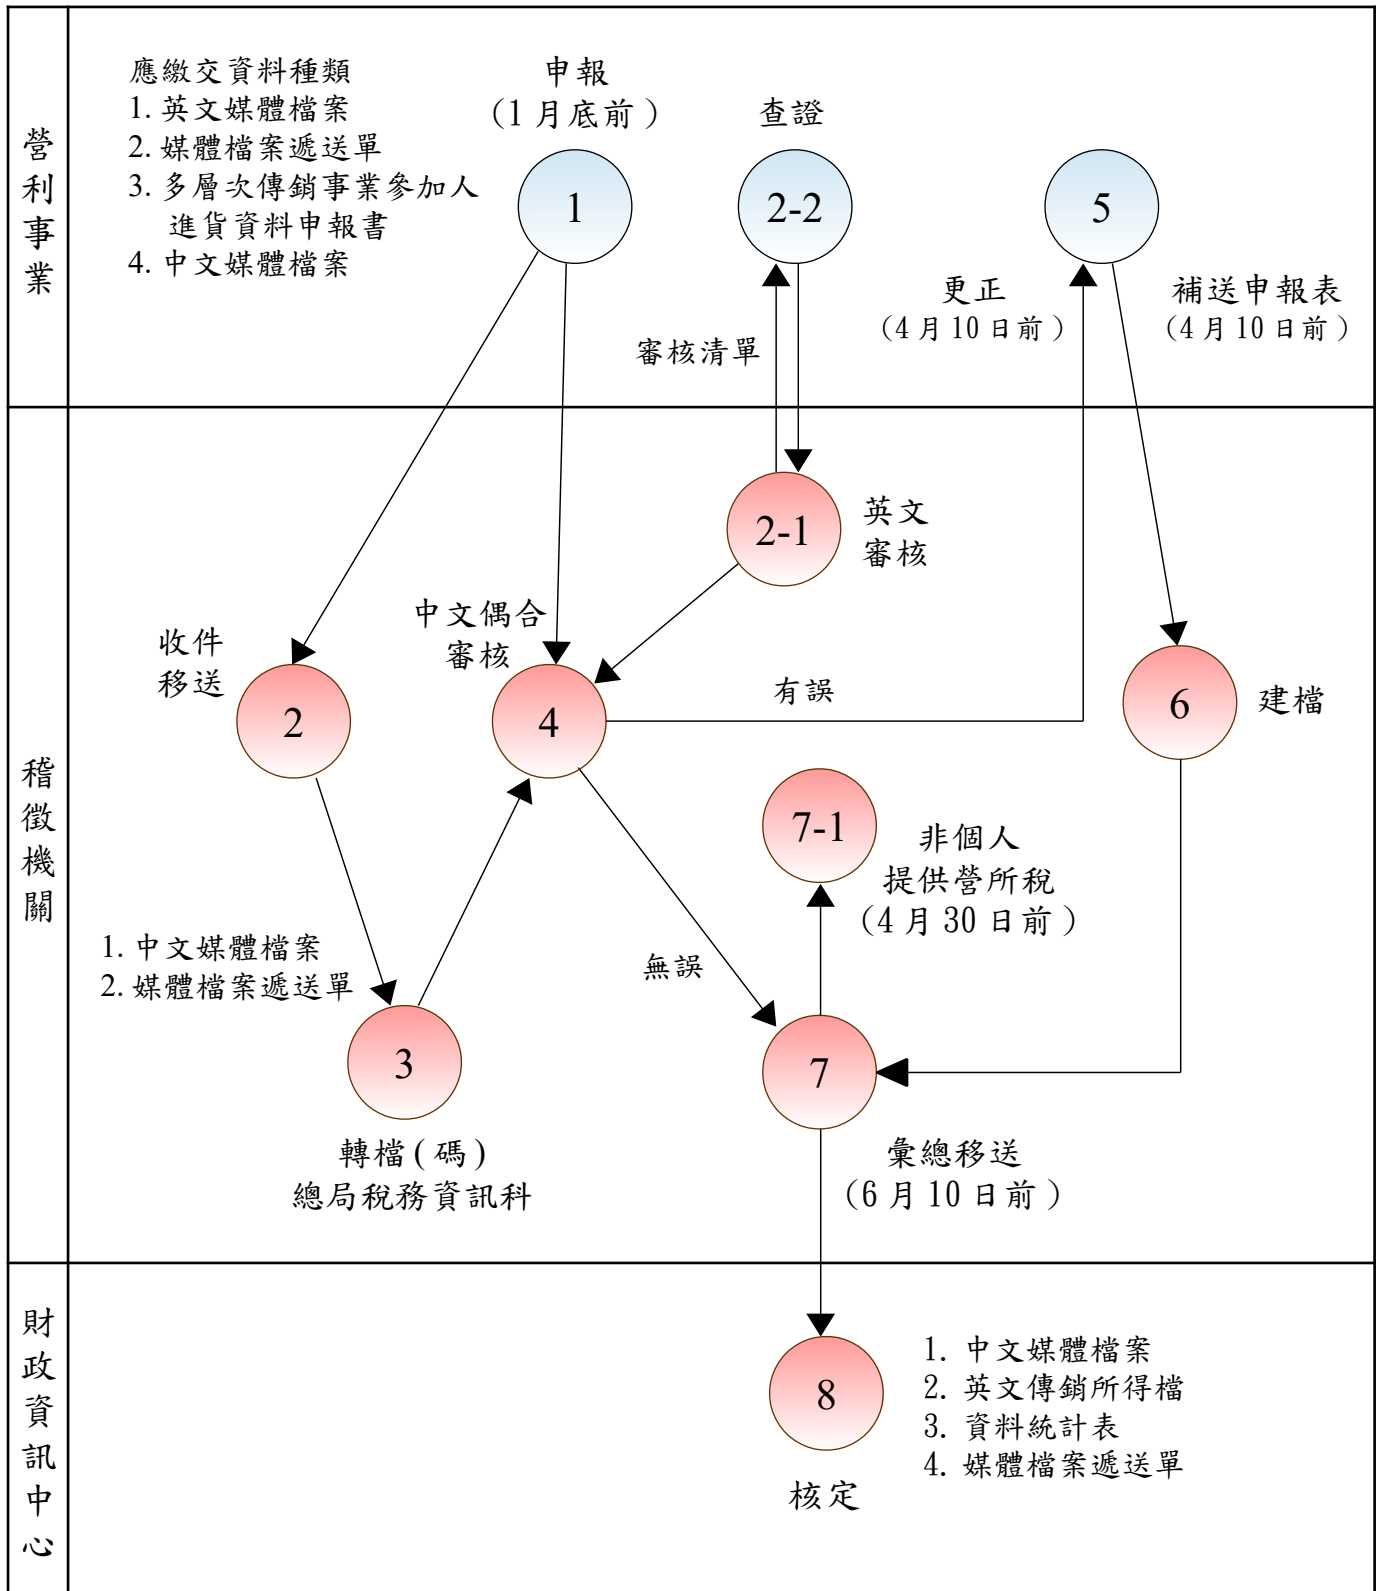 營利事業
應繳交資料種類
1. 英文媒體檔案
2. 媒體檔案遞送單
3. 多層次傳銷事業參加人
進貨資料申報書
4. 中文媒體檔案
申報
(1月底前)
1
查證
2-2
5
審核清單
更正
(4月10日前)
補送申報表
(4月10日前)
稽徵機關
2-1
英文
審核
收件
移送
2
中文偶合
審核
4
有誤
6
建檔
7-1
非個人
提供營所稅
(4月30日前)
1. 中文媒體檔案
2. 媒體檔案遞送單
無誤
3
轉檔(碼)
總局稅務資訊科
7
彙總移送
(6月10日前)
財政資訊中心
8
核定
1. 中文媒體檔案
2. 英文傳銷所得檔
3. 資料統計表
4. 媒體檔案遞送單